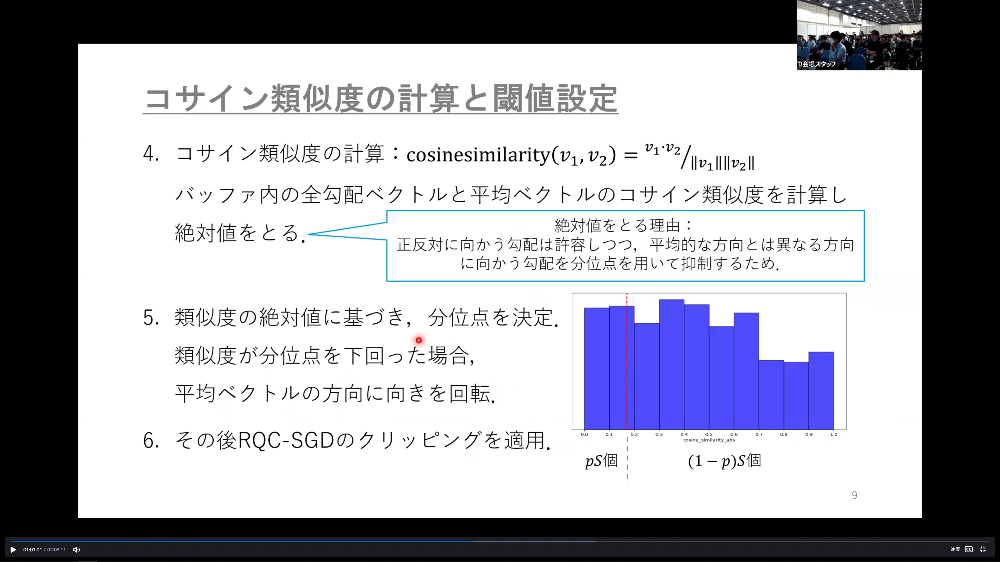 D会場スタッフ
コサイン類似度の計算と閾値設定
4. コサイン類似度の計算：cosinesimilarity(v₁, v₂) = v₁·v₂/‖v₁‖‖v₂‖
バッファ内の全勾配ベクトルと平均ベクトルのコサイン類似度を計算し
絶対値をとる．
絶対値をとる理由：
正反対に向かう勾配は許容しつつ，平均的な方向とは異なる方向
に向かう勾配を分位点を用いて抑制するため．
5. 類似度の絶対値に基づき，分位点を決定．
類似度が分位点を下回った場合，
平均ベクトルの方向に向きを回転．
6. その後RQC-SGDのクリッピングを適用．
0.0 0.1 0.2 0.3 0.4 0.5 0.6 0.7 0.8 0.9 1.0
cosine_similarity_abs
pS個 (1 − p)S個
9
01:01:01 / 02:09:11 速度 CC